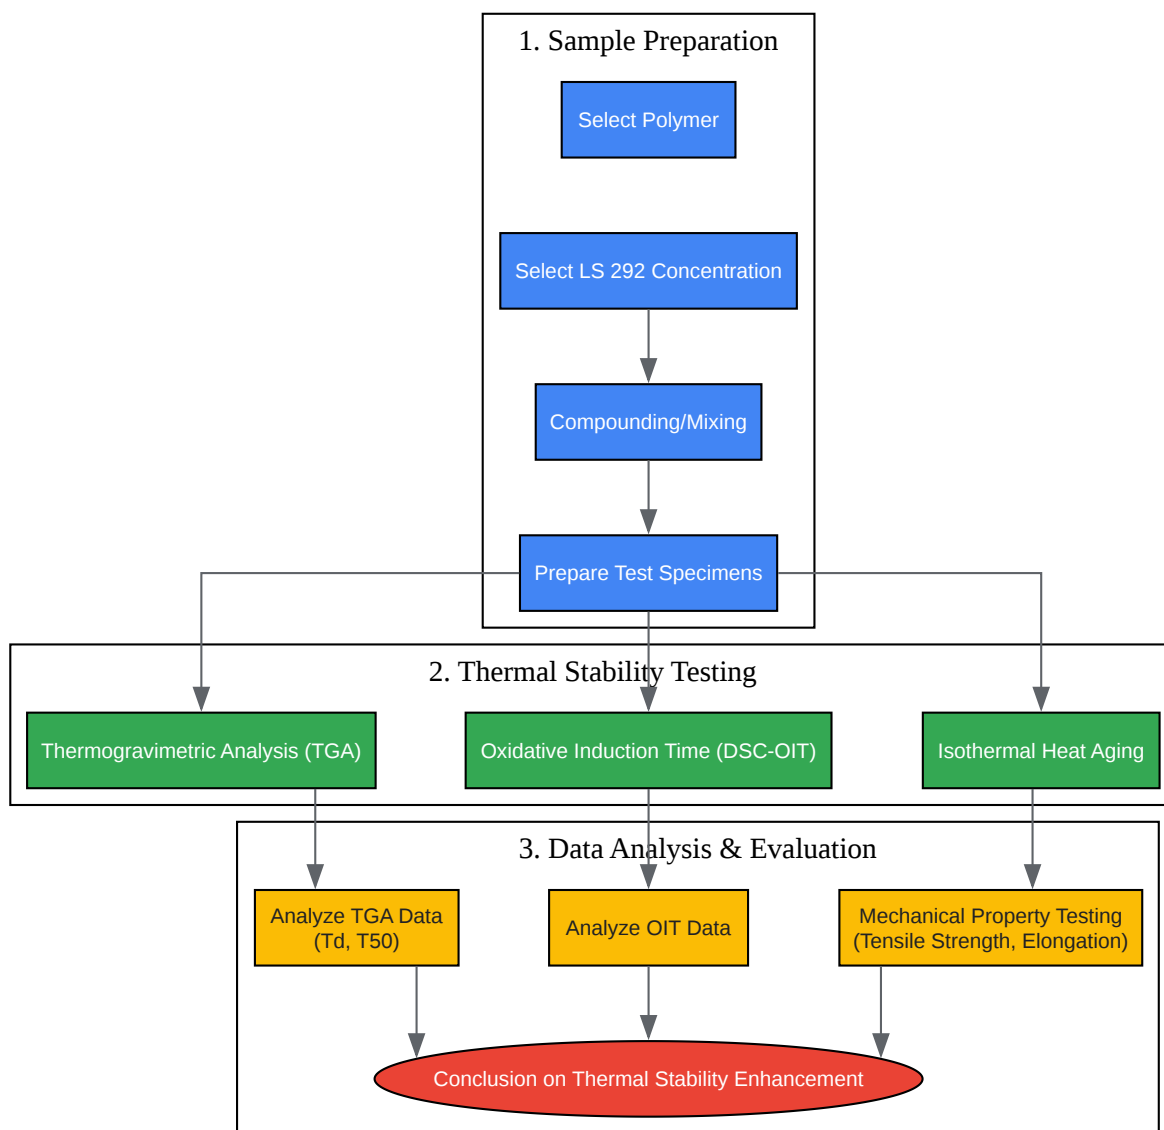 1. Sample Preparation
Select Polymer
Select LS 292 Concentration
Compounding/Mixing
Prepare Test Specimens
2. Thermal Stability Testing
Thermogravimetric Analysis (TGA)
Oxidative Induction Time (DSC-OIT)
Isothermal Heat Aging
3. Data Analysis & Evaluation
Analyze TGA Data
(Td, T50)
Analyze OIT Data
Mechanical Property Testing
(Tensile Strength, Elongation)
Conclusion on Thermal Stability Enhancement